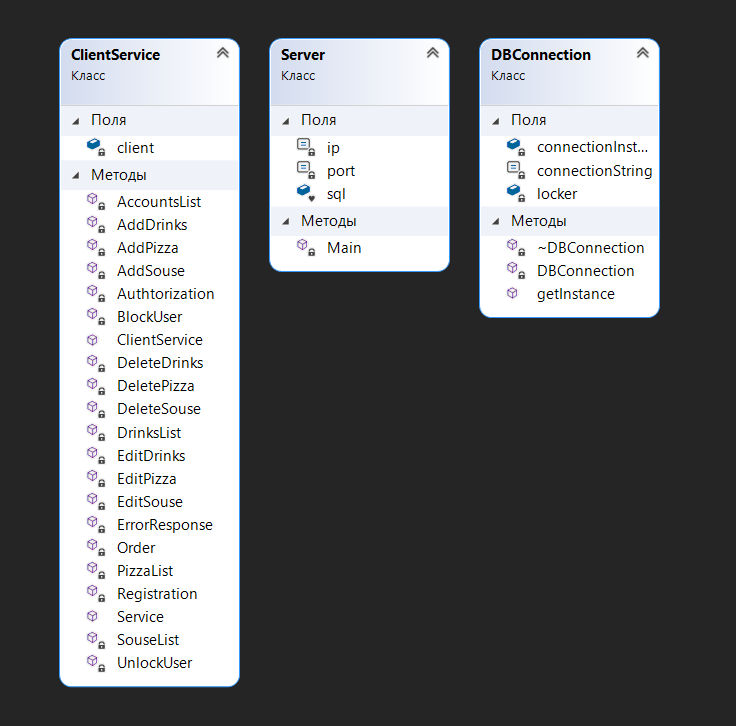 ClientService
Класс
Поля
client
Методы
AccountsList
AddDrinks
AddPizza
AddSouse
Authtorization
BlockUser
ClientService
DeleteDrinks
DeletePizza
DeleteSouse
DrinksList
EditDrinks
EditPizza
EditSouse
ErrorResponse
Order
PizzaList
Registration
Service
SouseList
UnlockUser
Server
Класс
Поля
ip
port
sql
Методы
Main
DBConnection
Класс
Поля
connectionInst...
connectionString
locker
Методы
~DBConnection
DBConnection
getInstance